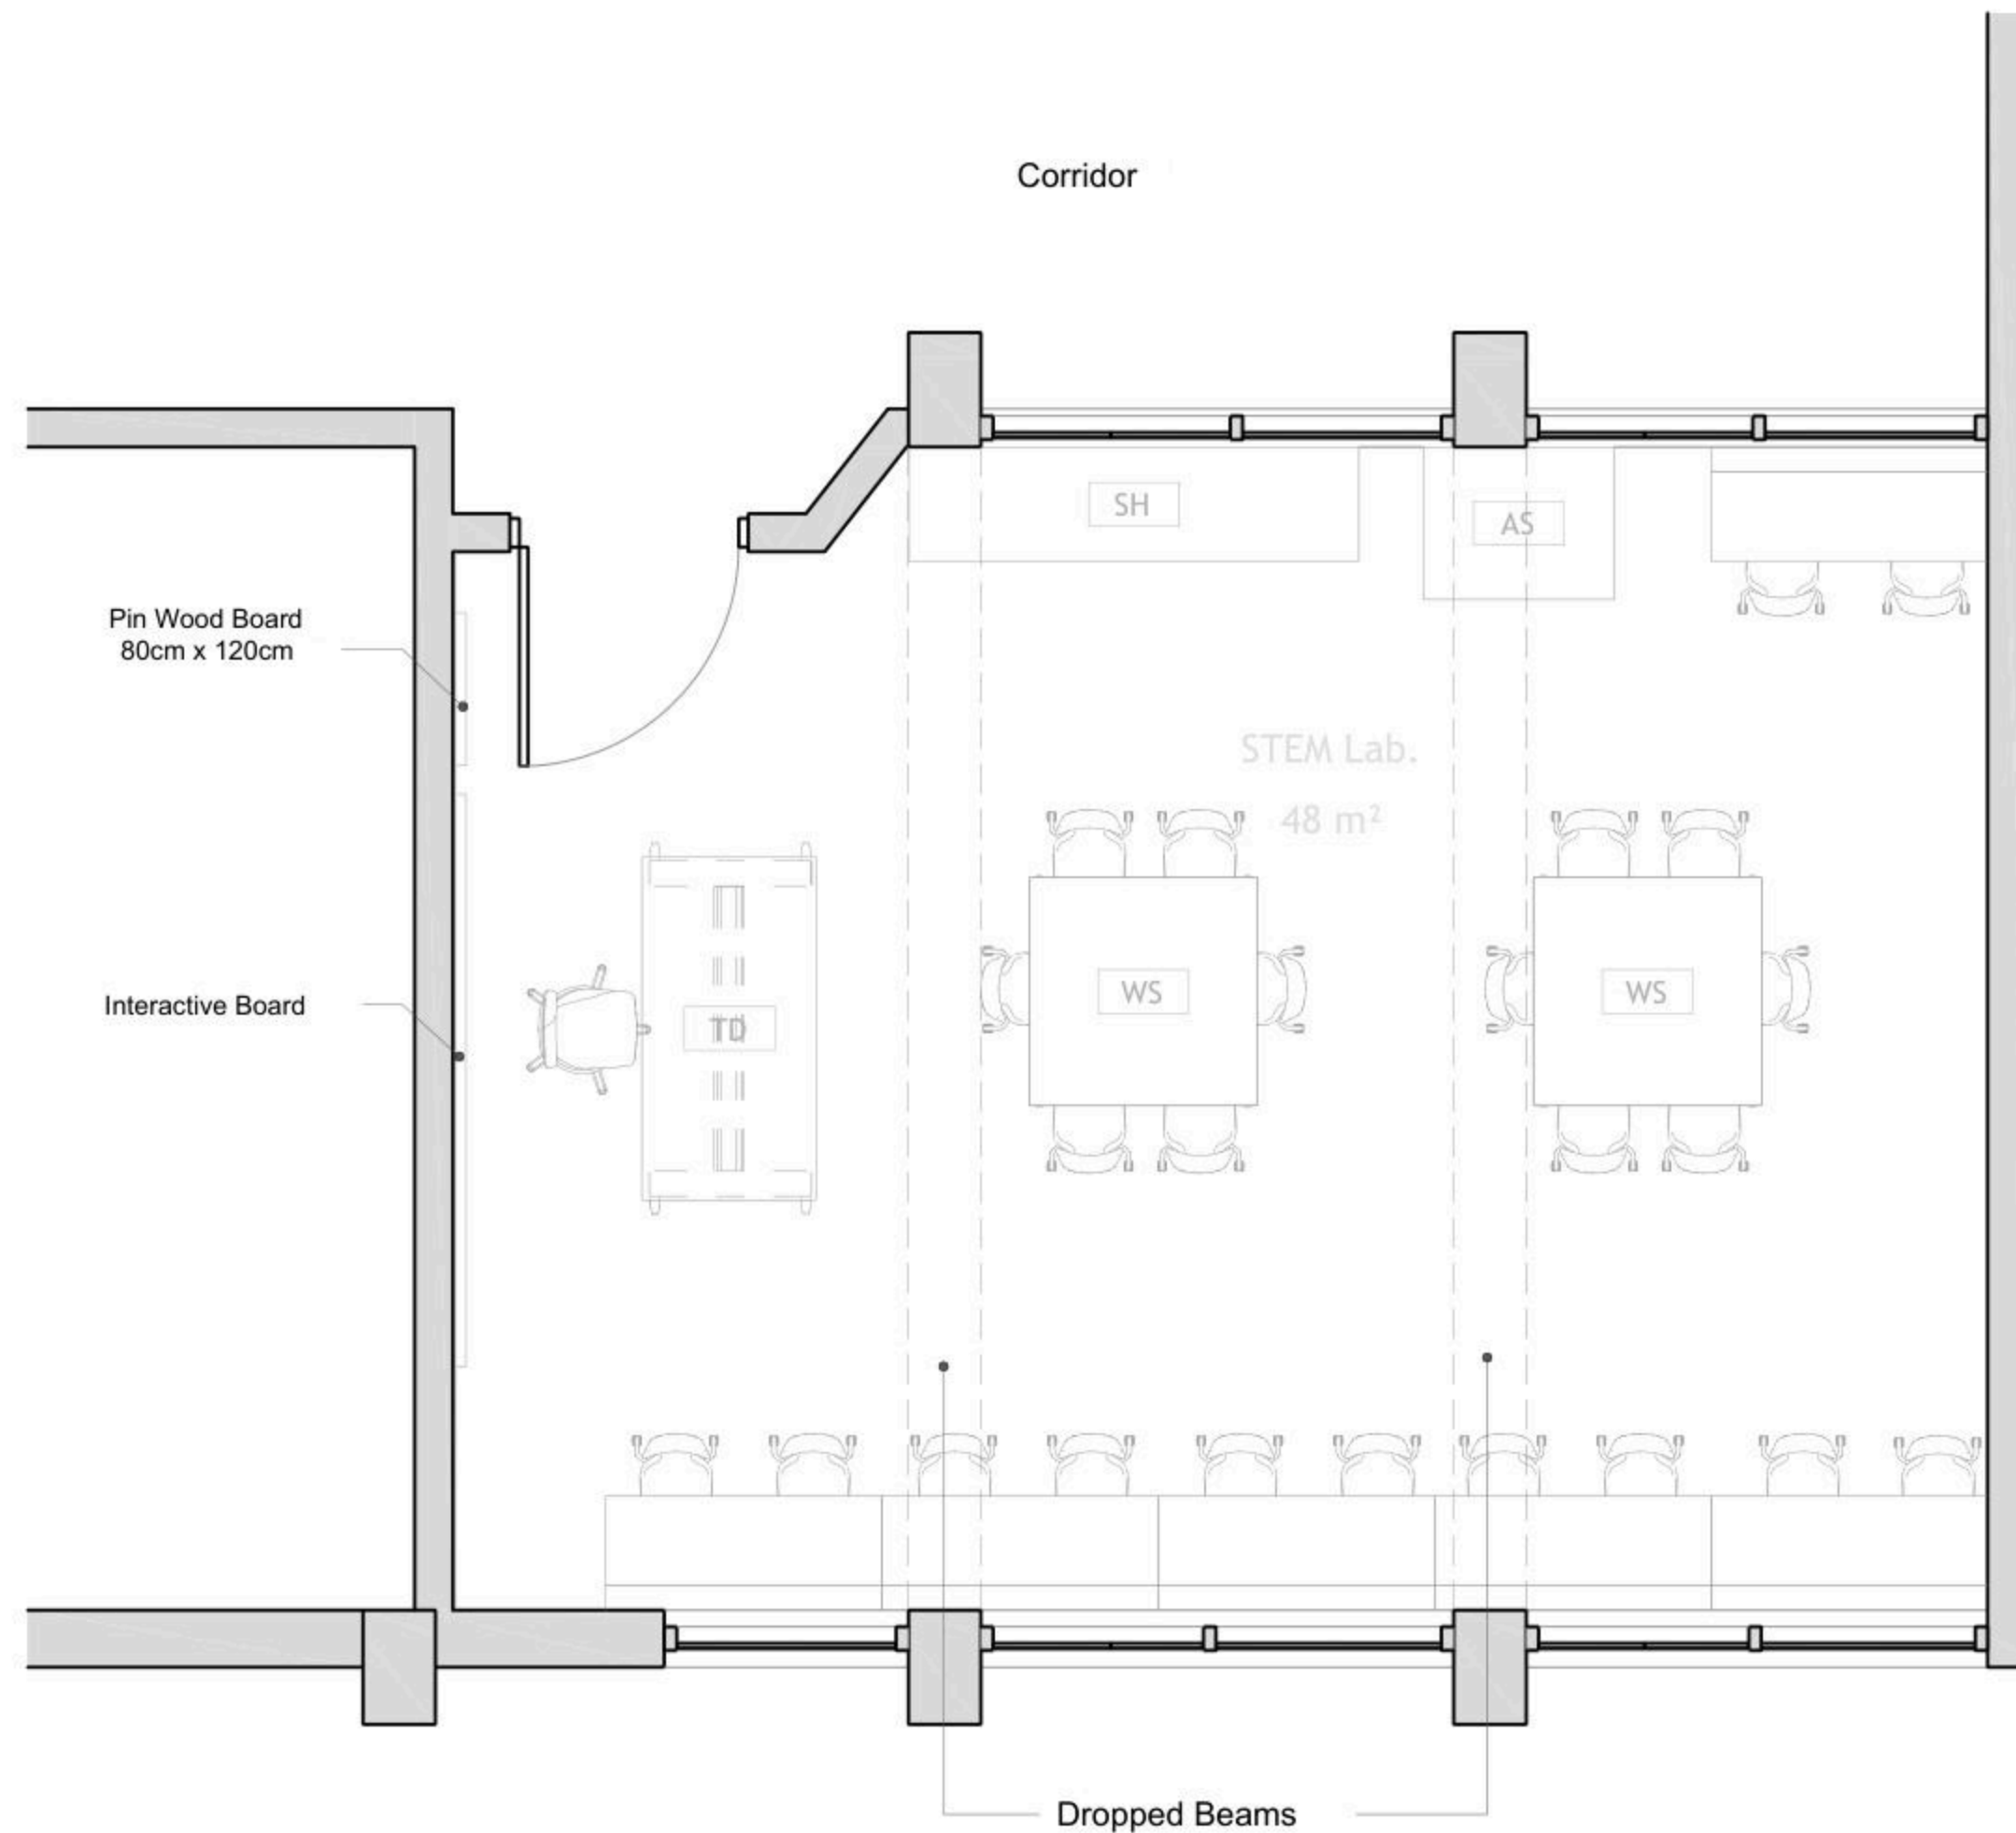 Corridor
SH
AS
Pin Wood Board
80cm x 120cm
STEM Lab.
48 m²
Interactive Board
TD
WS
WS
Dropped Beams